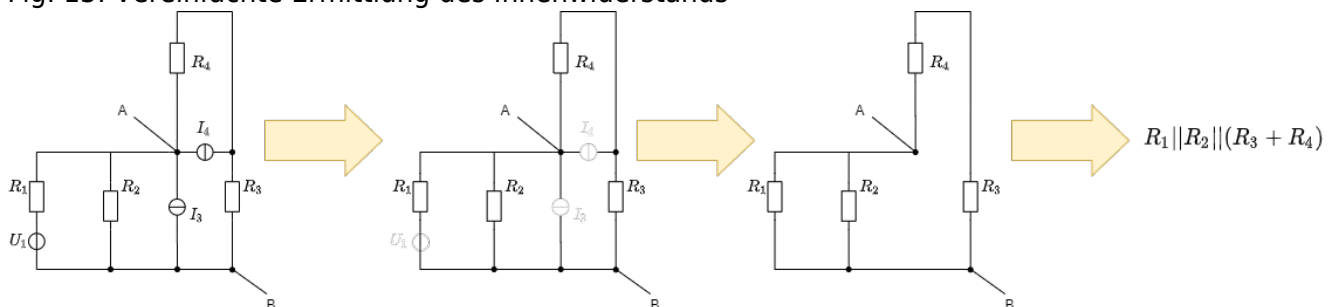 Fig. 13: Vereinfachte Ermittlung des Innenwiderstands
R₄
A
I₄
R₁
R₂
R₃
I₃
U₁
B
R₄
A
I₄
R₁
R₂
R₃
I₃
U₁
B
R₄
A
R₁
R₂
R₃
B
R₁||R₂||(R₃ + R₄)